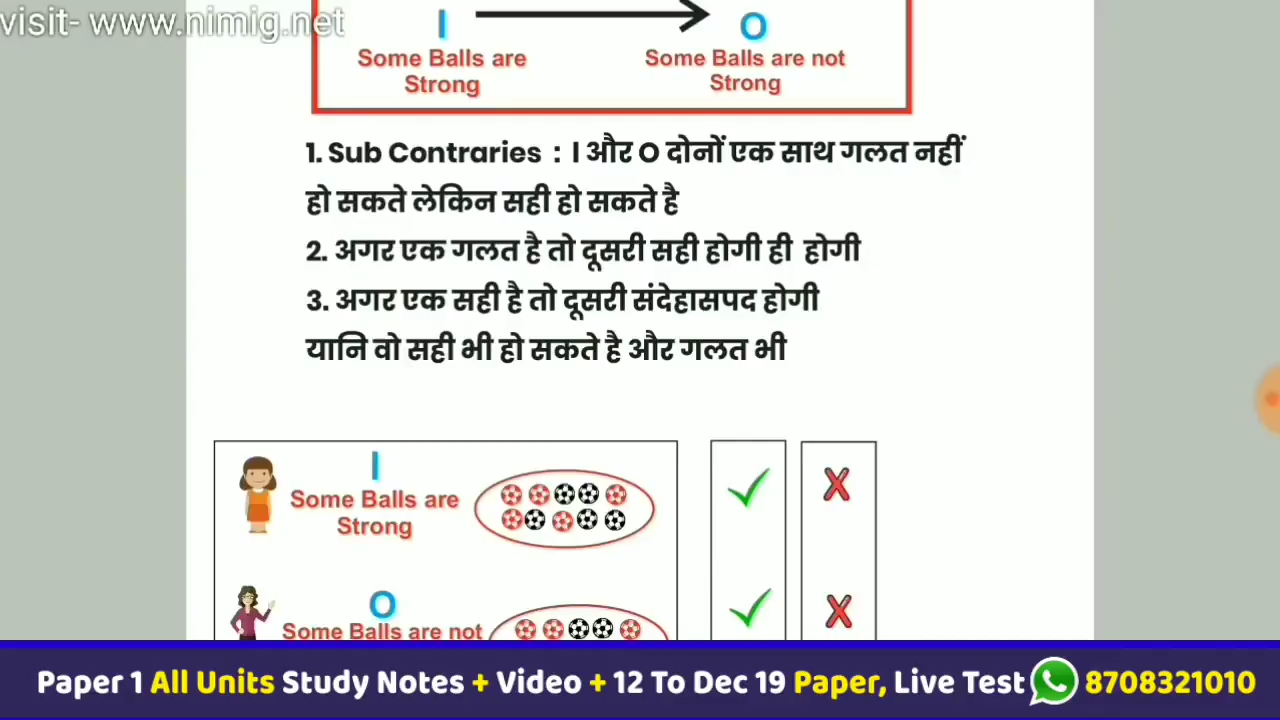 visit- www.nimig.net
I
O
Some Balls are
Strong
Some Balls are not
Strong
1. Sub Contraries : I और O दोनों एक साथ गलत नहीं
हो सकते लेकिन सही हो सकते है
2. अगर एक गलत है तो दूसरी सही होगी ही होगी
3. अगर एक सही है तो दूसरी संदेहासपद होगी
यानि वो सही भी हो सकते है और गलत भी
I
Some Balls are
Strong
O
Some Balls are not
Paper 1 All Units Study Notes + Video + 12 To Dec 19 Paper, Live Test 8708321010